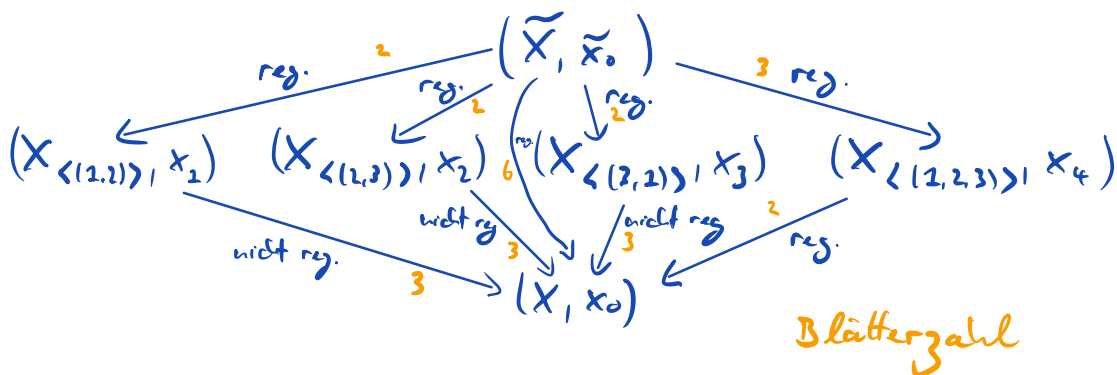 (X̃, x̃₀)
reg. 2 reg. 2 reg. 2 3 reg.
(X<(1,2)>, x₁) (X<(2,3)>, x₂) reg. 6 (X<(3,1)>, x₃) (X<(1,2,3)>, x₄)
nicht reg. 3 nicht reg 3 nicht reg 3 2 reg.
(X, x₀)
Blätterzahl